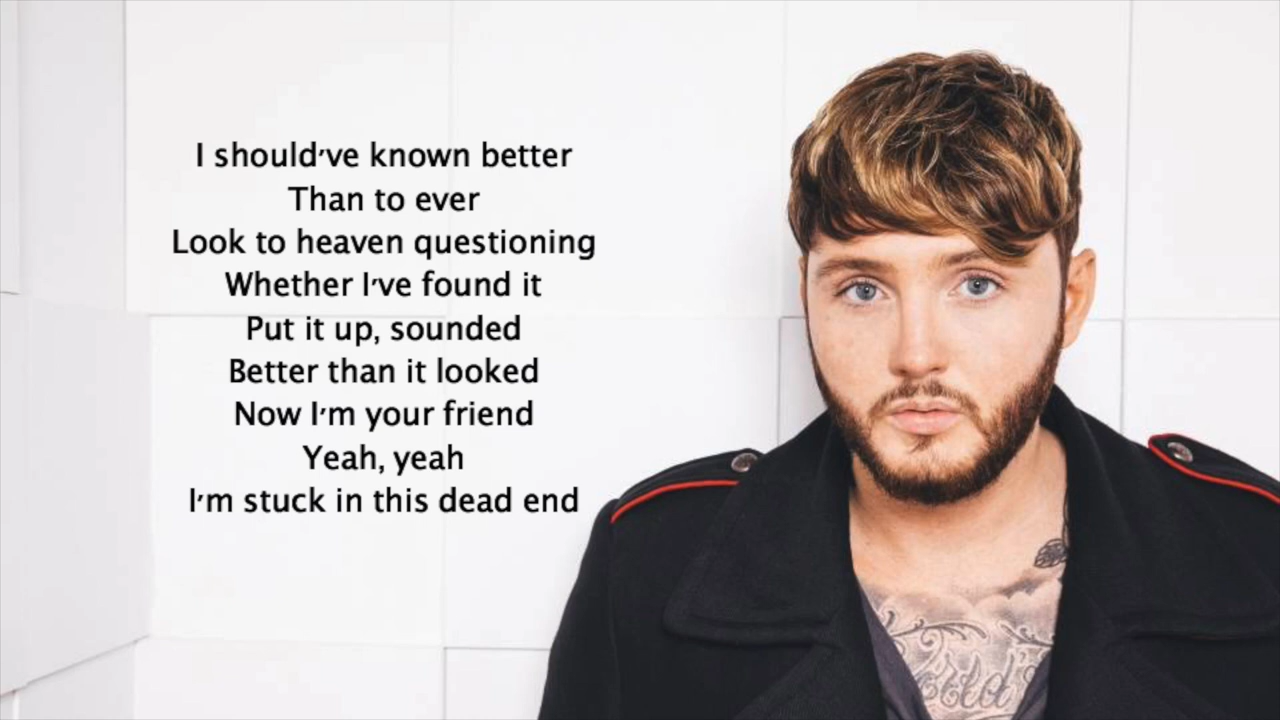 I should've known better
Than to ever
Look to heaven questioning
Whether I've found it
Put it up, sounded
Better than it looked
Now I'm your friend
Yeah, yeah
I'm stuck in this dead end